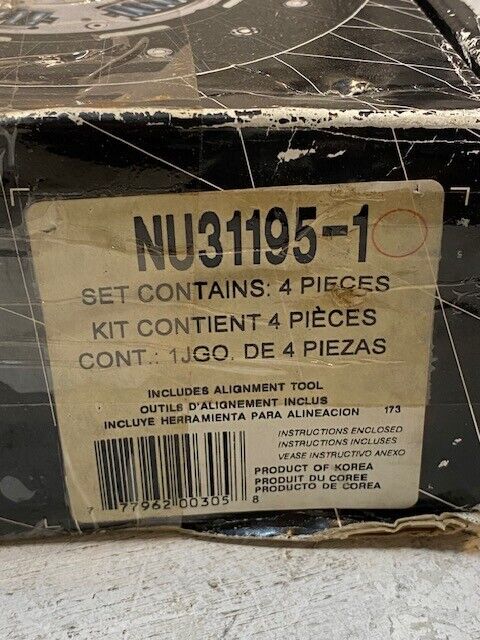 NU31195-1
SET CONTAINS: 4 PIECES
KIT CONTIENT 4 PIÈCES
CONT.: 1JGO. DE 4 PIEZAS
INCLUDES ALIGNMENT TOOL
OUTILS D'ALIGNEMENT INCLUS
INCLUYE HERRAMIENTA PARA ALINEACION 173
INSTRUCTIONS ENCLOSED
INSTRUCTIONS INCLUSES
VEASE INSTRUCTIVO ANEXO
PRODUCT OF KOREA
PRODUIT DU COREE
PRODUCTO DE COREA
7 77962 00305 8